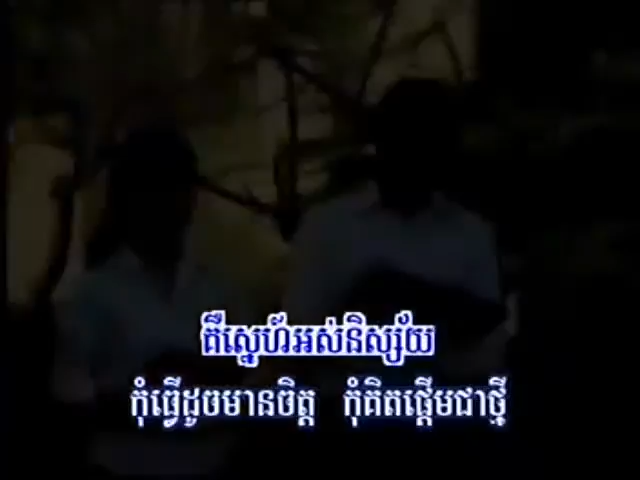 គឺស្នេហ៍អស់និស្ស័យ
កុំធ្វើដូចមានចិត្ត កុំគិតផ្ដើមជាថ្មី